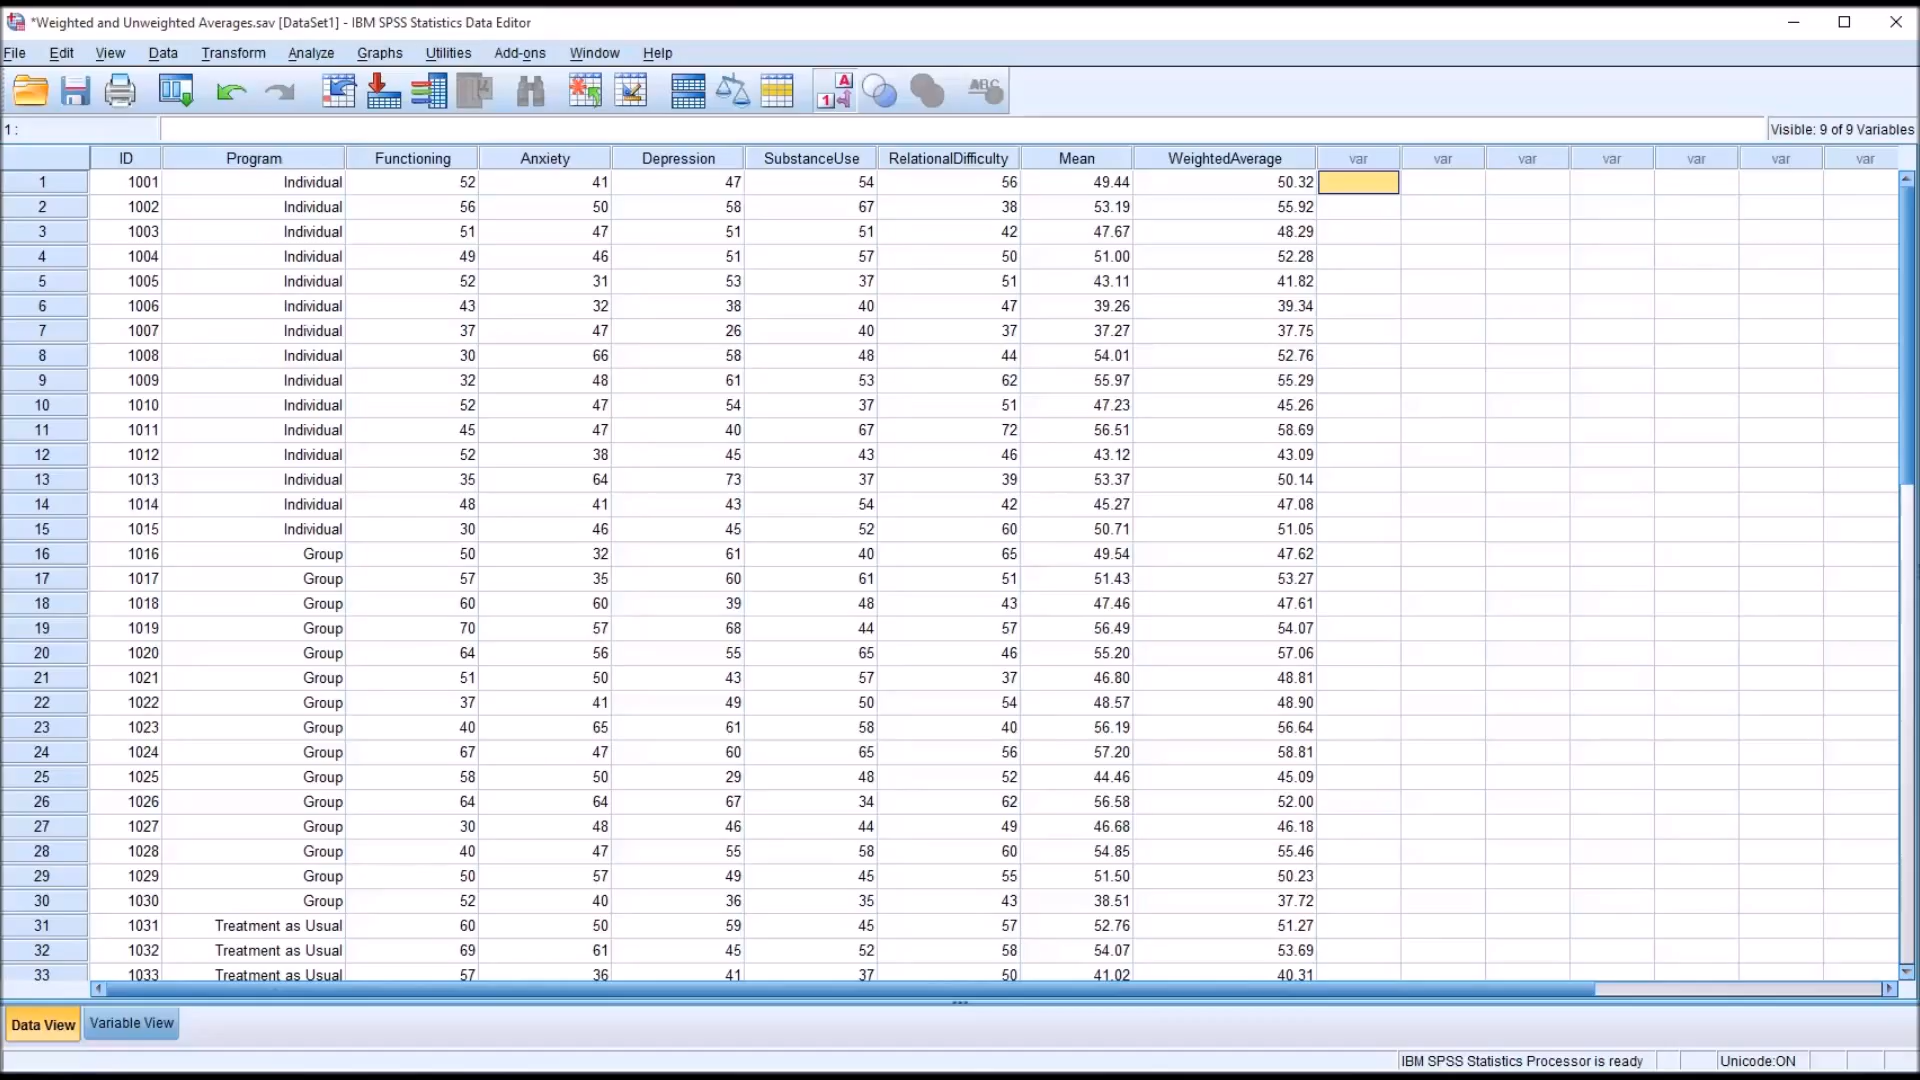 *Weighted and Unweighted Averages.sav [DataSet1] - IBM SPSS Statistics Data Editor
File Edit View Data Transform Analyze Graphs Utilities Add-ons Window Help
1 : Visible: 9 of 9 Variables
ID Program Functioning Anxiety Depression SubstanceUse RelationalDifficulty Mean WeightedAverage var var var var var var var
1 1001 Individual 52 41 47 54 56 49.44 50.32
2 1002 Individual 56 50 58 67 38 53.19 55.92
3 1003 Individual 51 47 51 51 42 47.67 48.29
4 1004 Individual 49 46 51 57 50 51.00 52.28
5 1005 Individual 52 31 53 37 51 43.11 41.82
6 1006 Individual 43 32 38 40 47 39.26 39.34
7 1007 Individual 37 47 26 40 37 37.27 37.75
8 1008 Individual 30 66 58 48 44 54.01 52.76
9 1009 Individual 32 48 61 53 62 55.97 55.29
10 1010 Individual 52 47 54 37 51 47.23 45.26
11 1011 Individual 45 47 40 67 72 56.51 58.69
12 1012 Individual 52 38 45 43 46 43.12 43.09
13 1013 Individual 35 64 73 37 39 53.37 50.14
14 1014 Individual 48 41 43 54 42 45.27 47.08
15 1015 Individual 30 46 45 52 60 50.71 51.05
16 1016 Group 50 32 61 40 65 49.54 47.62
17 1017 Group 57 35 60 61 51 51.43 53.27
18 1018 Group 60 60 39 48 43 47.46 47.61
19 1019 Group 70 57 68 44 57 56.49 54.07
20 1020 Group 64 56 55 65 46 55.20 57.06
21 1021 Group 51 50 43 57 37 46.80 48.81
22 1022 Group 37 41 49 50 54 48.57 48.90
23 1023 Group 40 65 61 58 40 56.19 56.64
24 1024 Group 67 47 60 65 56 57.20 58.81
25 1025 Group 58 50 29 48 52 44.46 45.09
26 1026 Group 64 64 67 34 62 56.58 52.00
27 1027 Group 30 48 46 44 49 46.68 46.18
28 1028 Group 40 47 55 58 60 54.85 55.46
29 1029 Group 50 57 49 45 55 51.50 50.23
30 1030 Group 52 40 36 35 43 38.51 37.72
31 1031 Treatment as Usual 60 50 59 45 57 52.76 51.27
32 1032 Treatment as Usual 69 61 45 52 58 54.07 53.69
33 1033 Treatment as Usual 57 36 41 37 50 41.02 40.31
Data View Variable View
IBM SPSS Statistics Processor is ready Unicode:ON